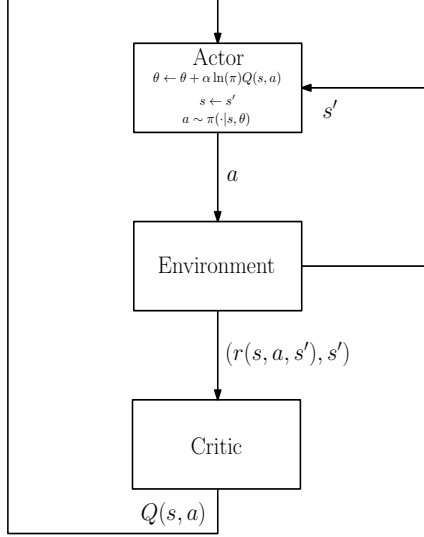 Actor
θ ← θ + α ln(π)Q(s, a)
s ← s′
a ∼ π(·|s, θ)
s′
a
Environment
(r(s, a, s′), s′)
Critic
Q(s, a)